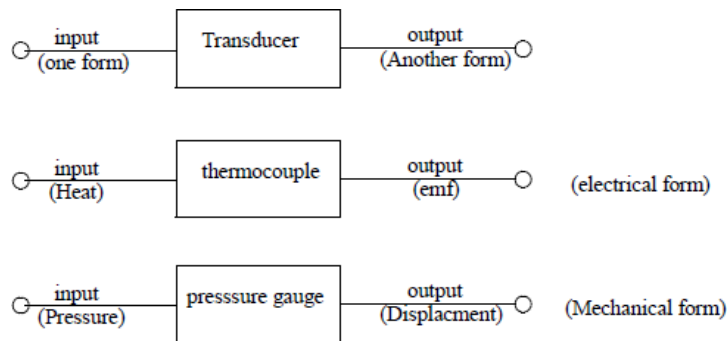 input Transducer output
(one form) (Another form)
input thermocouple output
(Heat) (emf) (electrical form)
input presssure gauge output
(Pressure) (Displacment) (Mechanical form)